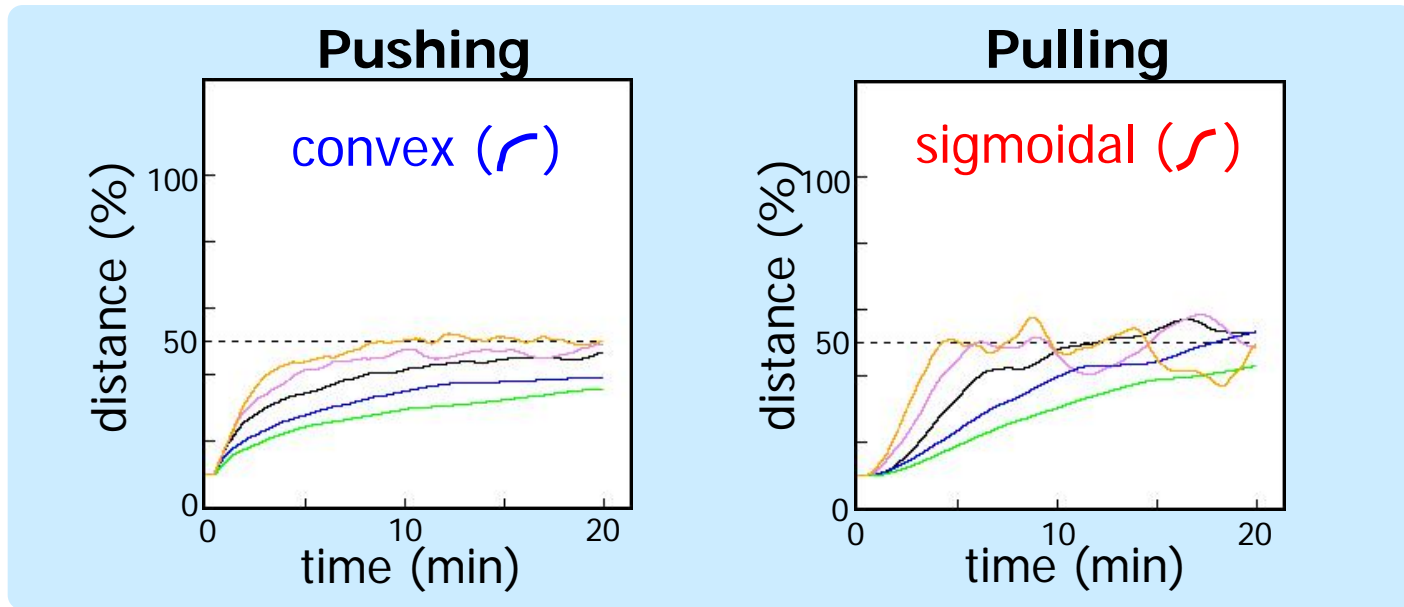 Pushing
convex ( )
distance (%)
100
50
0
0
10
20
time (min)
Pulling
sigmoidal ( )
distance (%)
100
50
0
0
10
20
time (min)